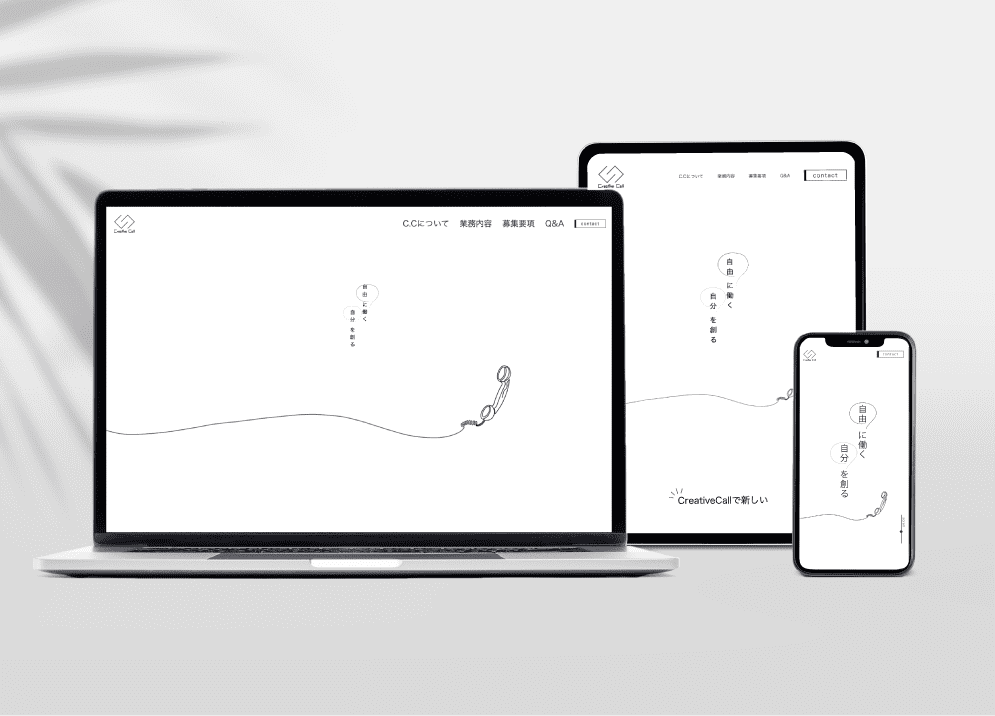 Creative Call
C.Cについて 業務内容 募集要項 Q&A contact
自由に働く
自分を創る
Creative Call
C.Cについて 業務内容 募集要項 Q&A contact
自由に働く
自分を創る
CreativeCallで新しい
Creative Call
contact
自由に働く
自分を創る